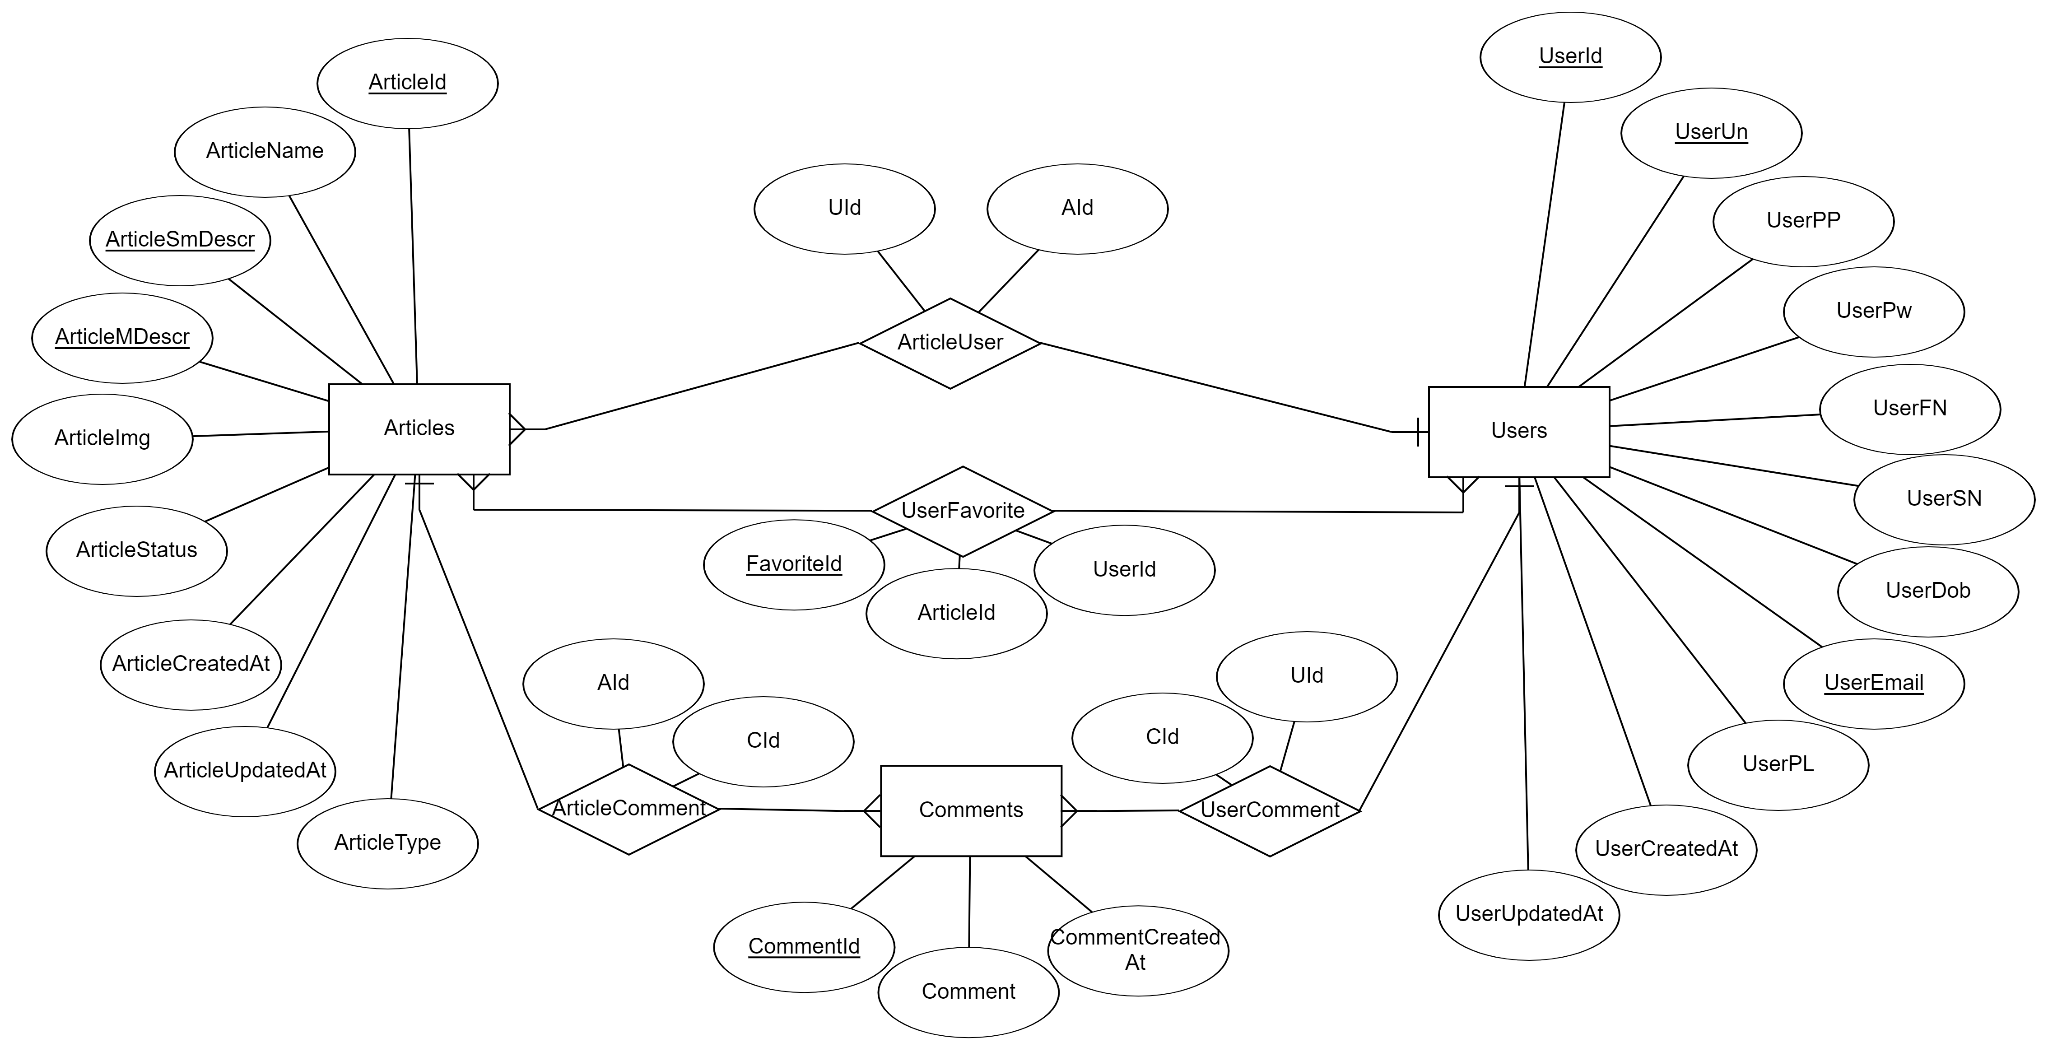 UserId
ArticleId
UserUn
ArticleName
UId
AId
UserPP
ArticleSmDescr
UserPw
ArticleMDescr
ArticleUser
UserFN
Articles
Users
ArticleImg
UserSN
UserFavorite
ArticleStatus
FavoriteId
UserId
ArticleId
UserDob
ArticleCreatedAt
AId
UId
UserEmail
CId
CId
UserPL
ArticleUpdatedAt
ArticleComment
Comments
UserComment
ArticleType
UserCreatedAt
UserUpdatedAt
CommentId
CommentCreated
At
Comment